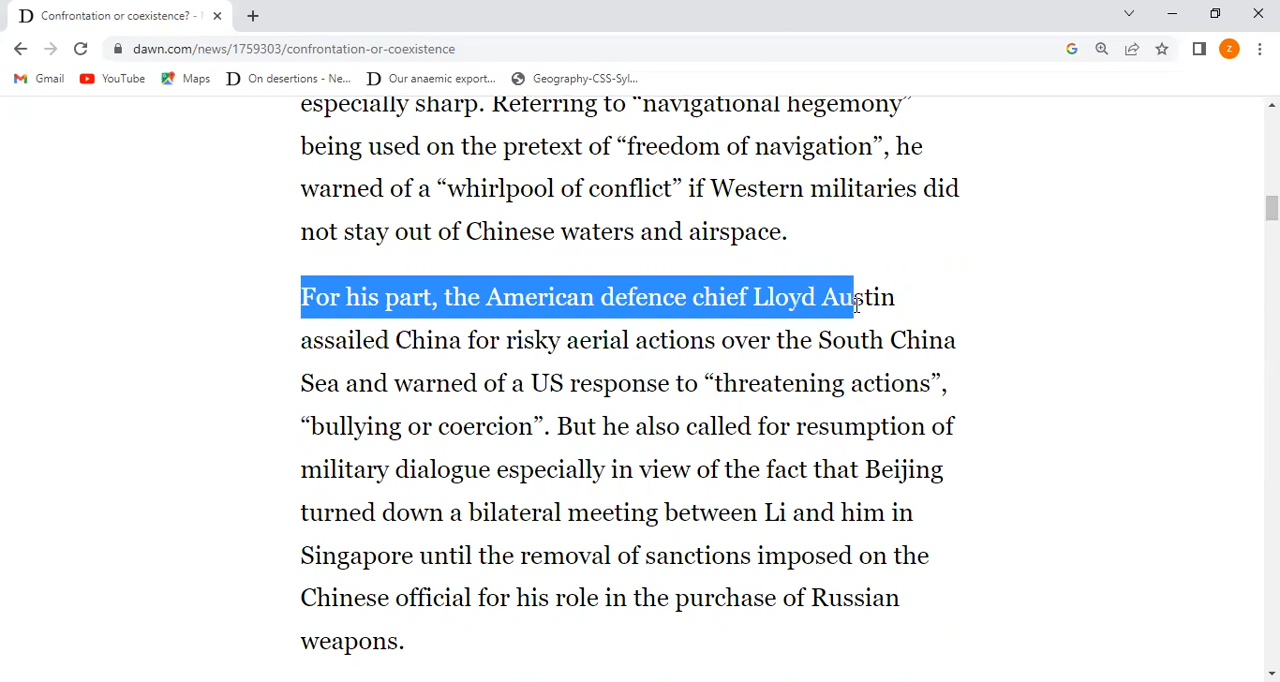 Confrontation or coexistence? -
dawn.com/news/1759303/confrontation-or-coexistence
Z
Gmail YouTube Maps On desertions - Ne... Our anaemic export... Geography-CSS-Syl...
especially sharp. Referring to “navigational hegemony”
being used on the pretext of “freedom of navigation”, he
warned of a “whirlpool of conflict” if Western militaries did
not stay out of Chinese waters and airspace.
For his part, the American defence chief Lloyd Austin
assailed China for risky aerial actions over the South China
Sea and warned of a US response to “threatening actions”,
“bullying or coercion”. But he also called for resumption of
military dialogue especially in view of the fact that Beijing
turned down a bilateral meeting between Li and him in
Singapore until the removal of sanctions imposed on the
Chinese official for his role in the purchase of Russian
weapons.